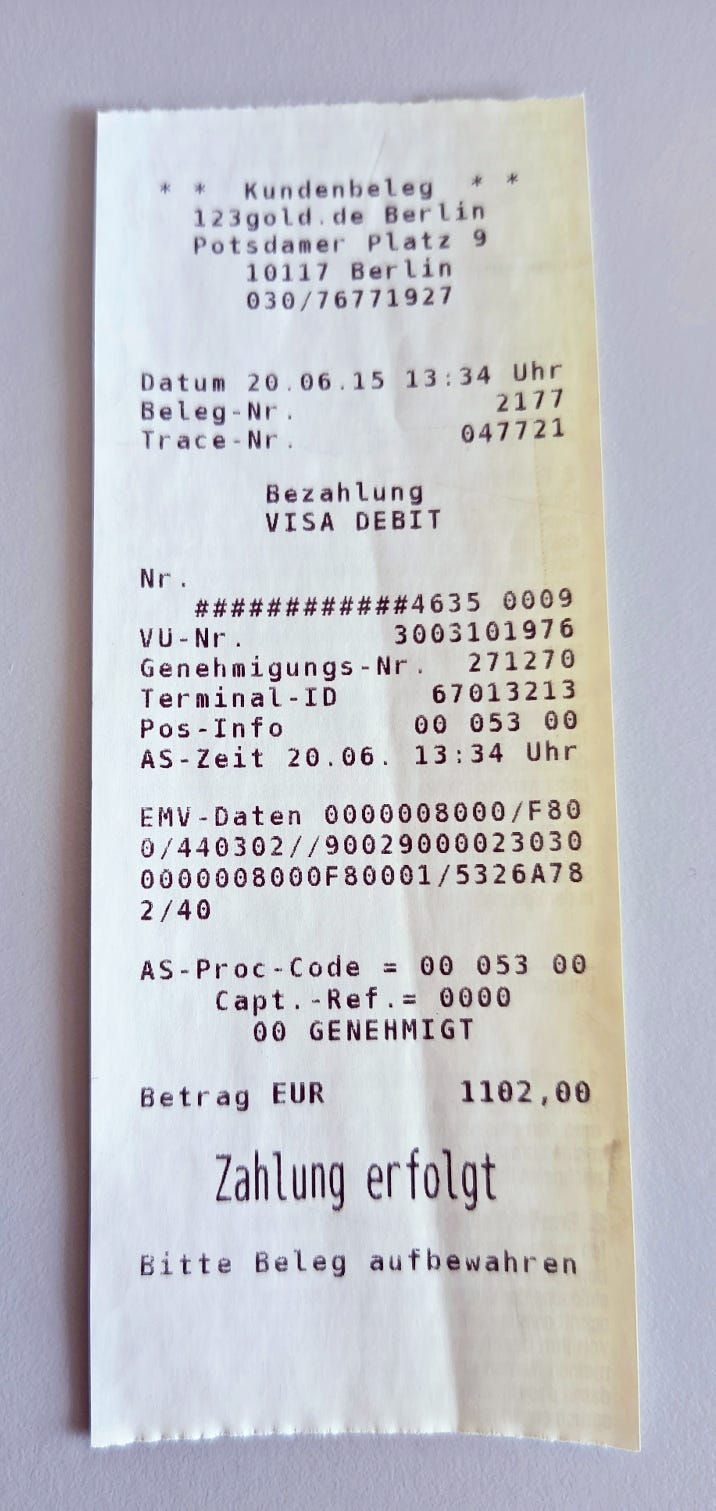 * * Kundenbeleg * *
123gold.de Berlin
Potsdamer Platz 9
10117 Berlin
030/76771927
Datum 20.06.15 13:34 Uhr
Beleg-Nr. 2177
Trace-Nr. 047721
Bezahlung
VISA DEBIT
Nr.
############4635 0009
VU-Nr. 3003101976
Genehmigungs-Nr. 271270
Terminal-ID 67013213
Pos-Info 00 053 00
AS-Zeit 20.06. 13:34 Uhr
EMV-Daten 0000008000/F80
0/440302//90029000023030
0000008000F80001/5326A78
2/40
AS-Proc-Code = 00 053 00
Capt.-Ref.= 0000
00 GENEHMIGT
Betrag EUR 1102,00
Zahlung erfolgt
Bitte Beleg aufbewahren